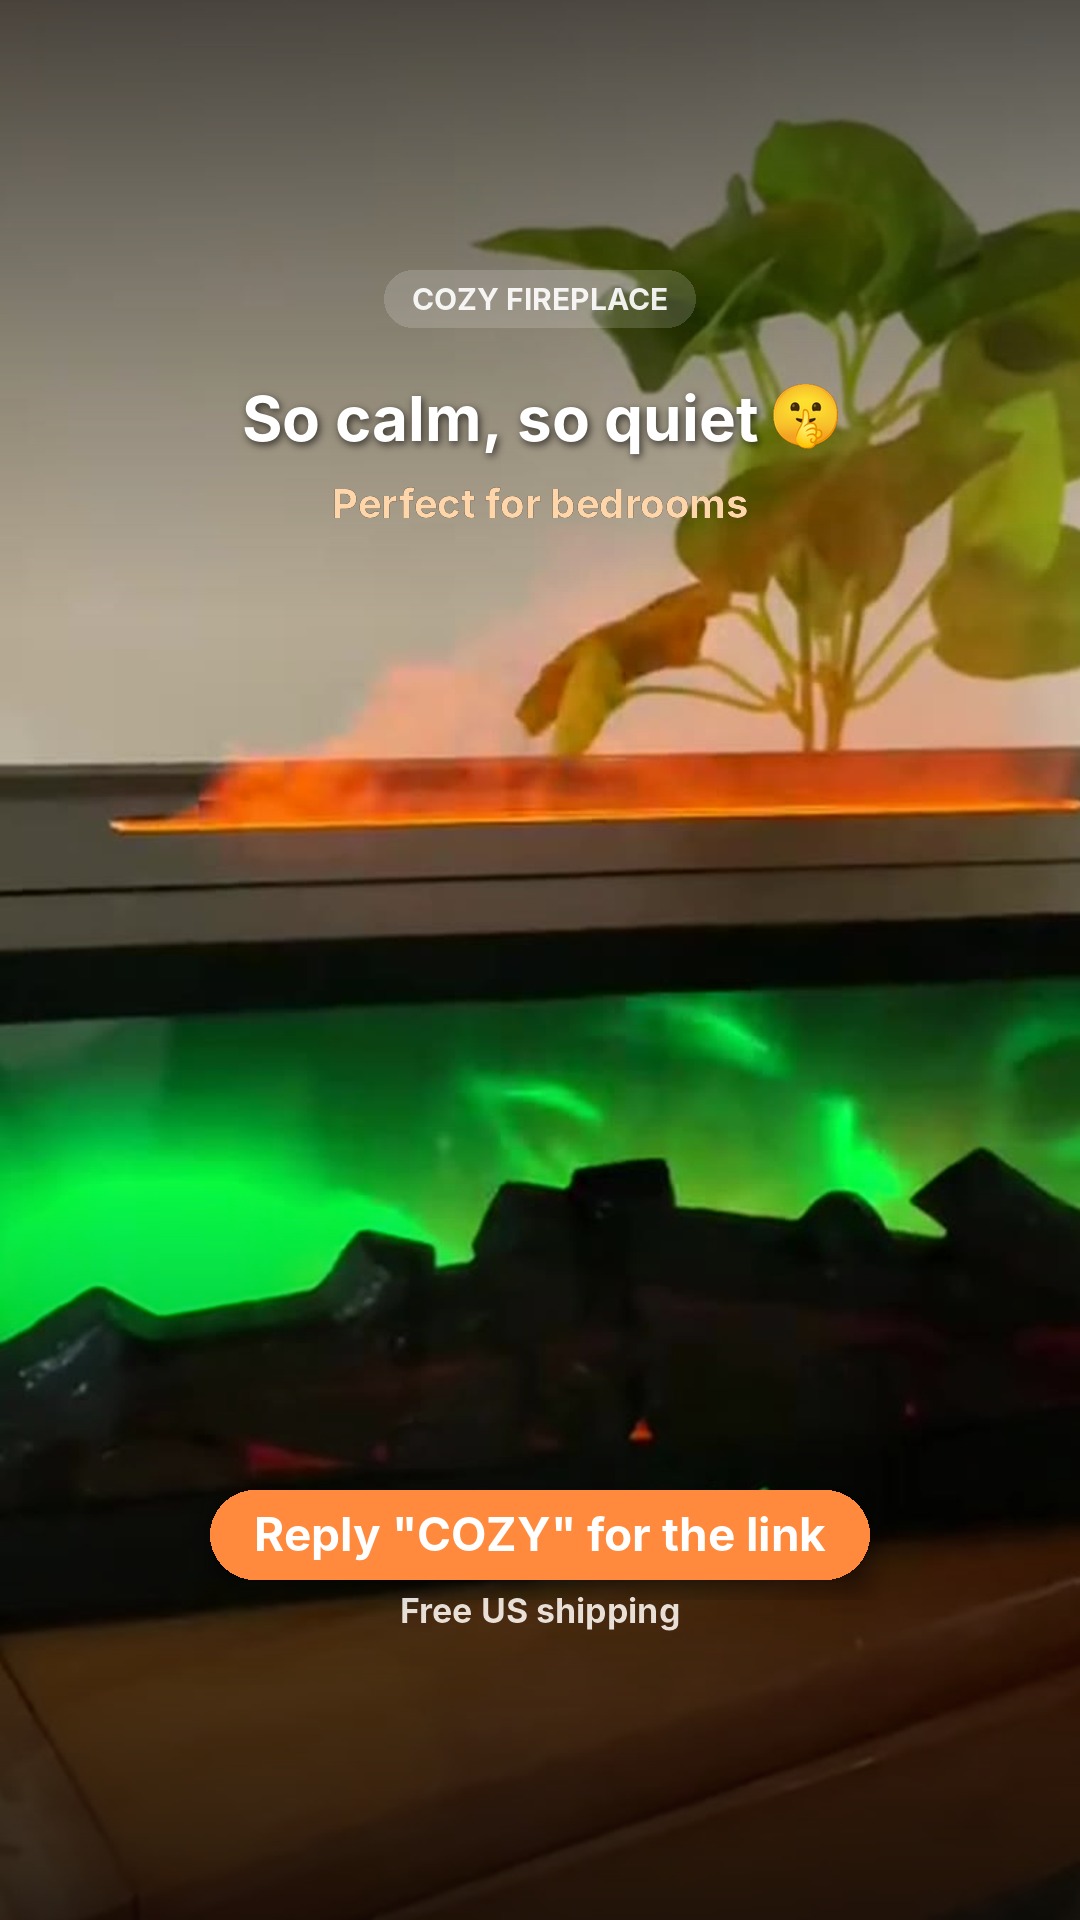 COZY FIREPLACE
So calm, so quiet 🤫
Perfect for bedrooms
Reply "COZY" for the link
Free US shipping